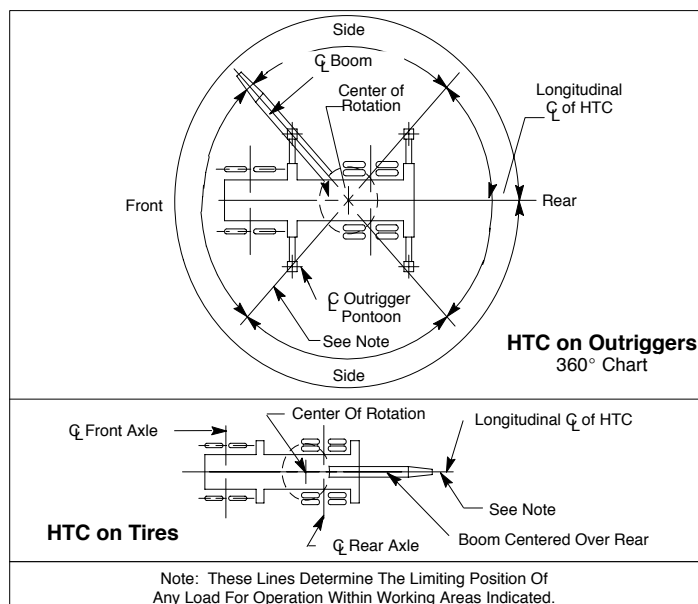 Side
℄ Boom
Center of
Rotation
Longitudinal
℄ of HTC
Front
Rear
℄ Outrigger
Pontoon
See Note
HTC on Outriggers
360° Chart
Side
Center Of Rotation
Longitudinal ℄ of HTC
℄ Front Axle
See Note
HTC on Tires
Boom Centered Over Rear
℄ Rear Axle
Note: These Lines Determine The Limiting Position Of
Any Load For Operation Within Working Areas Indicated.